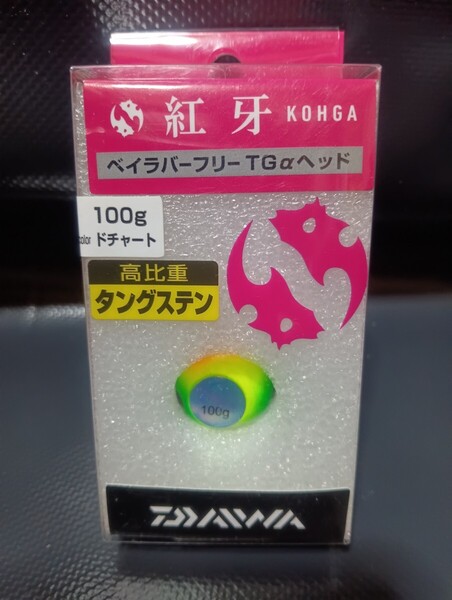 紅牙 KOHGA
ベイラバーフリー TGαヘッド
100g
color ドチャート
高比重
タングステン
100g
DAIWA